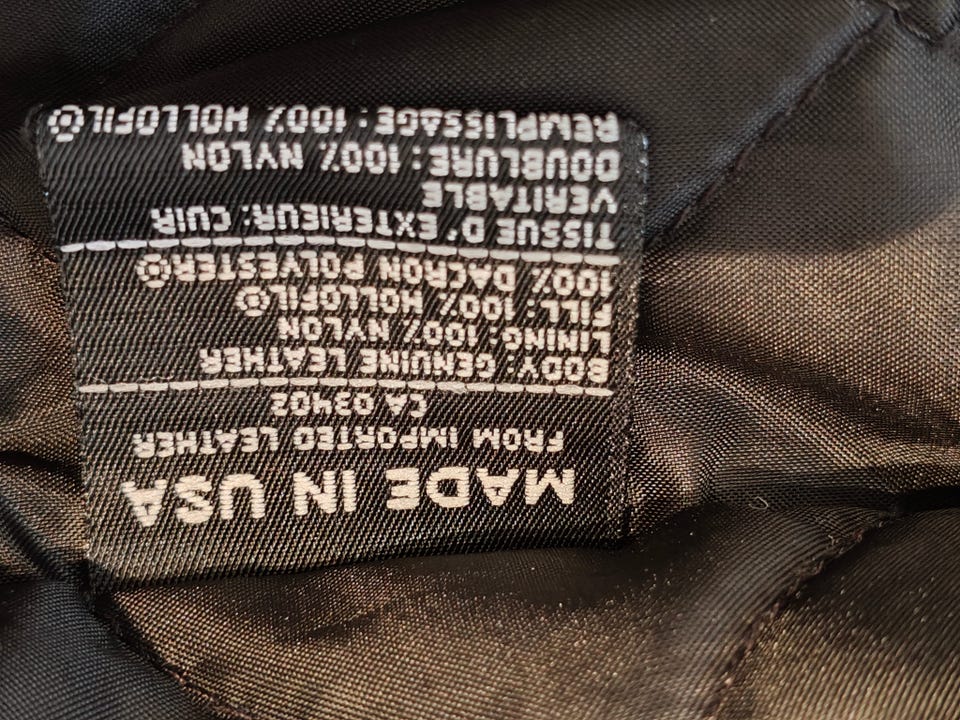 MADE IN USA
FROM IMPORTED LEATHER
CA 03402
BODY: GENUINE LEATHER
LINING: 100% NYLON
FILL: 100% HOLLOFIL®
100% DACRON POLYESTER®
TISSUE D' EXTERIEUR: CUIR
VERITABLE
DOUBLURE: 100% NYLON
REMPLISSAGE: 100% HOLLOFIL®